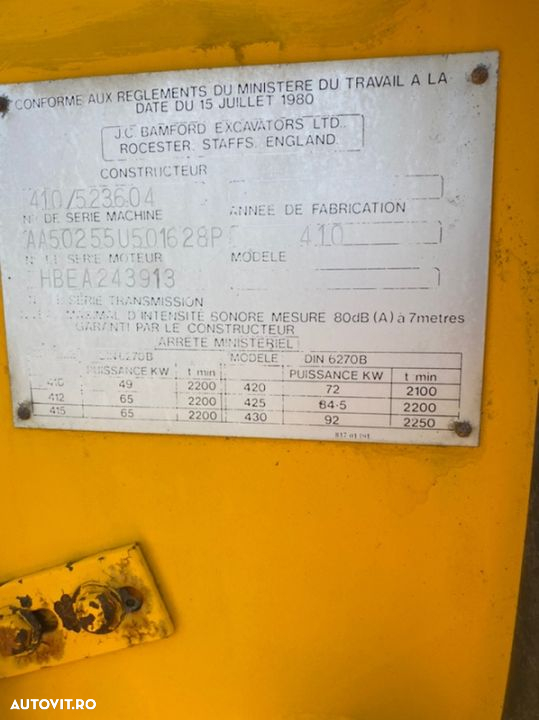 CONFORME AUX REGLEMENTS DU MINISTERE DU TRAVAIL A LA
DATE DU 15 JUILLET 1980
J.C. BAMFORD EXCAVATORS LTD.
ROCESTER. STAFFS. ENGLAND.
CONSTRUCTEUR
410/523604
Nº DE SERIE MACHINE ANNEE DE FABRICATION
AA50255U501628P 410
SERIE MOTEUR MODELE
HBEA243913
SERIE TRANSMISSION
MAXIMAL D'INTENSITE SONORE MESURE 80dB (A) à 7metres
GARANTI PAR LE CONSTRUCTEUR
ARRETE MINISTERIEL
DIN 6270B MODELE DIN 6270B
PUISSANCE KW t min PUISSANCE KW t min
410 49 2200 420 72 2100
412 65 2200 425 84·5 2200
415 65 2200 430 92 2250
AUTOVIT.RO